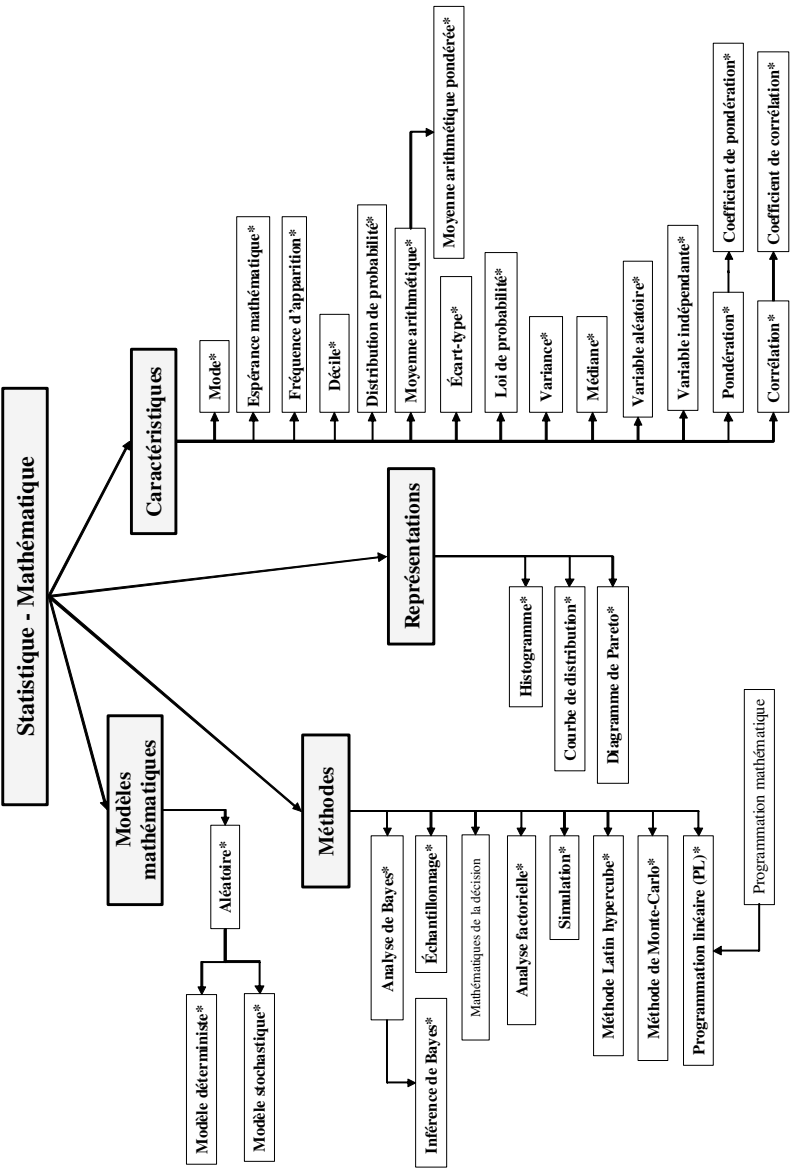 Statistique - Mathématique
Modèles
mathématiques
Aléatoire*
Modèle déterministe*
Modèle stochastique*
Méthodes
Analyse de Bayes*
Inférence de Bayes*
Échantillonnage*
Mathématiques de la décision
Analyse factorielle*
Simulation*
Méthode Latin hypercube*
Méthode de Monte-Carlo*
Programmation linéaire (PL)*
Programmation mathématique
Représentations
Histogramme*
Courbe de distribution*
Diagramme de Pareto*
Caractéristiques
Mode*
Espérance mathématique*
Fréquence d'apparition*
Décile*
Distribution de probabilité*
Moyenne arithmétique*
Moyenne arithmétique pondérée*
Écart-type*
Loi de probabilité*
Variance*
Médiane*
Variable aléatoire*
Variable indépendante*
Pondération*
Coefficient de pondération*
Corrélation*
Coefficient de corrélation*